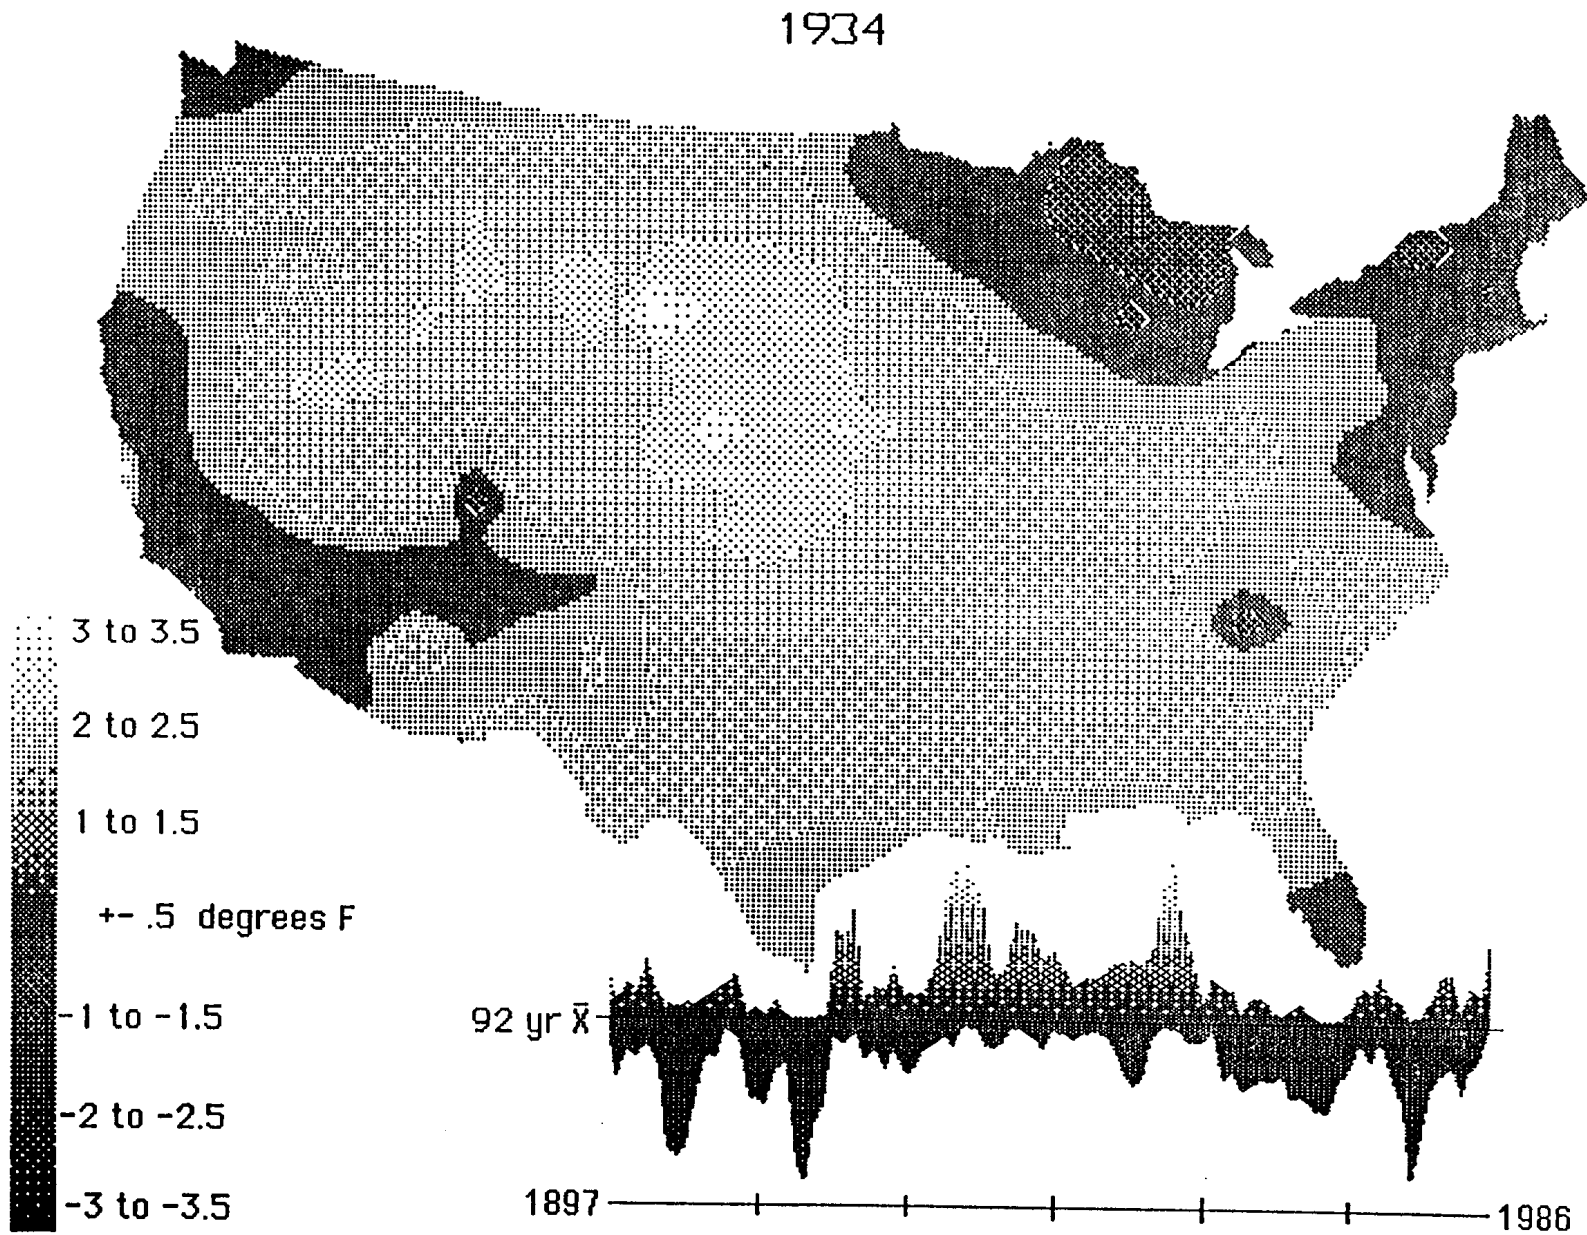 1934
3 to 3.5
2 to 2.5
1 to 1.5
+- .5 degrees F
-1 to -1.5
-2 to -2.5
-3 to -3.5
92 yr x̅
1897
1986